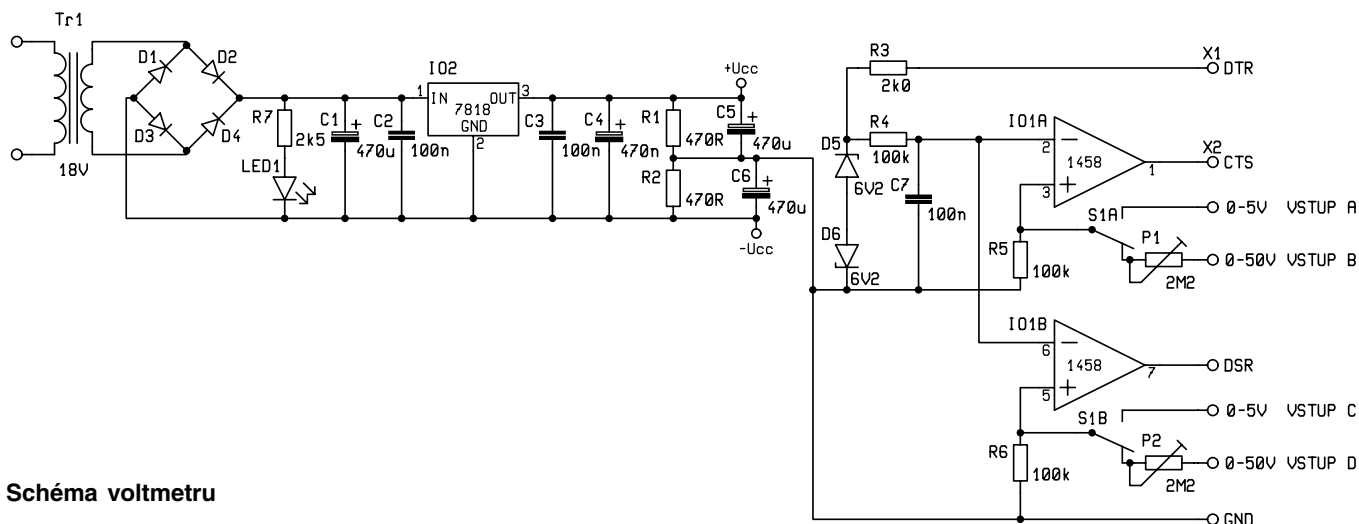 Tr1
18V
D1
D2
D3
D4
R7
2k5
LED1
C1
+
470u
C2
100n
IO2
1
IN
7818
OUT
3
GND
2
C3
100n
C4
+
470n
R1
470R
R2
470R
+Ucc
C5
+
470u
C6
+
470u
-Ucc
R3
2k0
X1
DTR
D5
6V2
R4
100k
D6
6V2
C7
100n
IO1A
2
−
1458
3
+
1
X2
CTS
S1A
0-5V VSTUP A
R5
100k
P1
2M2
0-50V VSTUP B
IO1B
6
−
1458
5
+
7
DSR
S1B
0-5V VSTUP C
R6
100k
P2
2M2
0-50V VSTUP D
GND
Schéma voltmetru